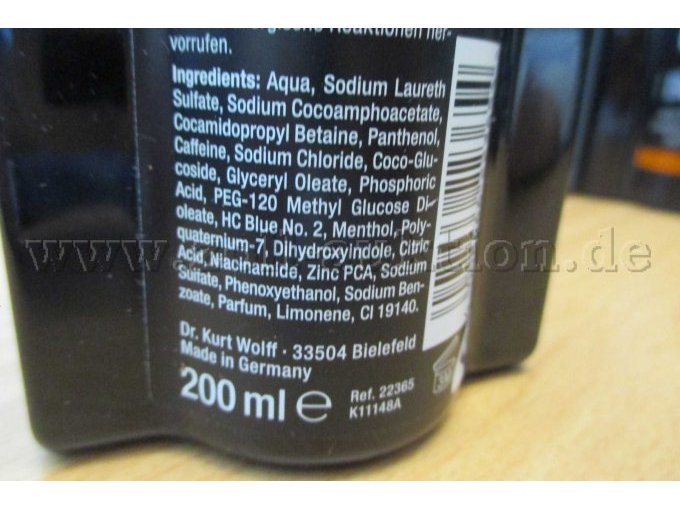 Reaktionen her-
vorrufen.
Ingredients: Aqua, Sodium Laureth
Sulfate, Sodium Cocoamphoacetate,
Cocamidopropyl Betaine, Panthenol,
Caffeine, Sodium Chloride, Coco-Glu-
coside, Glyceryl Oleate, Phosphoric
Acid, PEG-120 Methyl Glucose Di-
oleate, HC Blue No. 2, Menthol, Poly-
quaternium-7, Dihydroxyindole, Citric
Acid, Niacinamide, Zinc PCA, Sodium
Sulfate, Phenoxyethanol, Sodium Ben-
zoate, Parfum, Limonene, CI 19140.
Dr. Kurt Wolff · 33504 Bielefeld
Made in Germany
200 ml e
Ref. 22365
K11148A